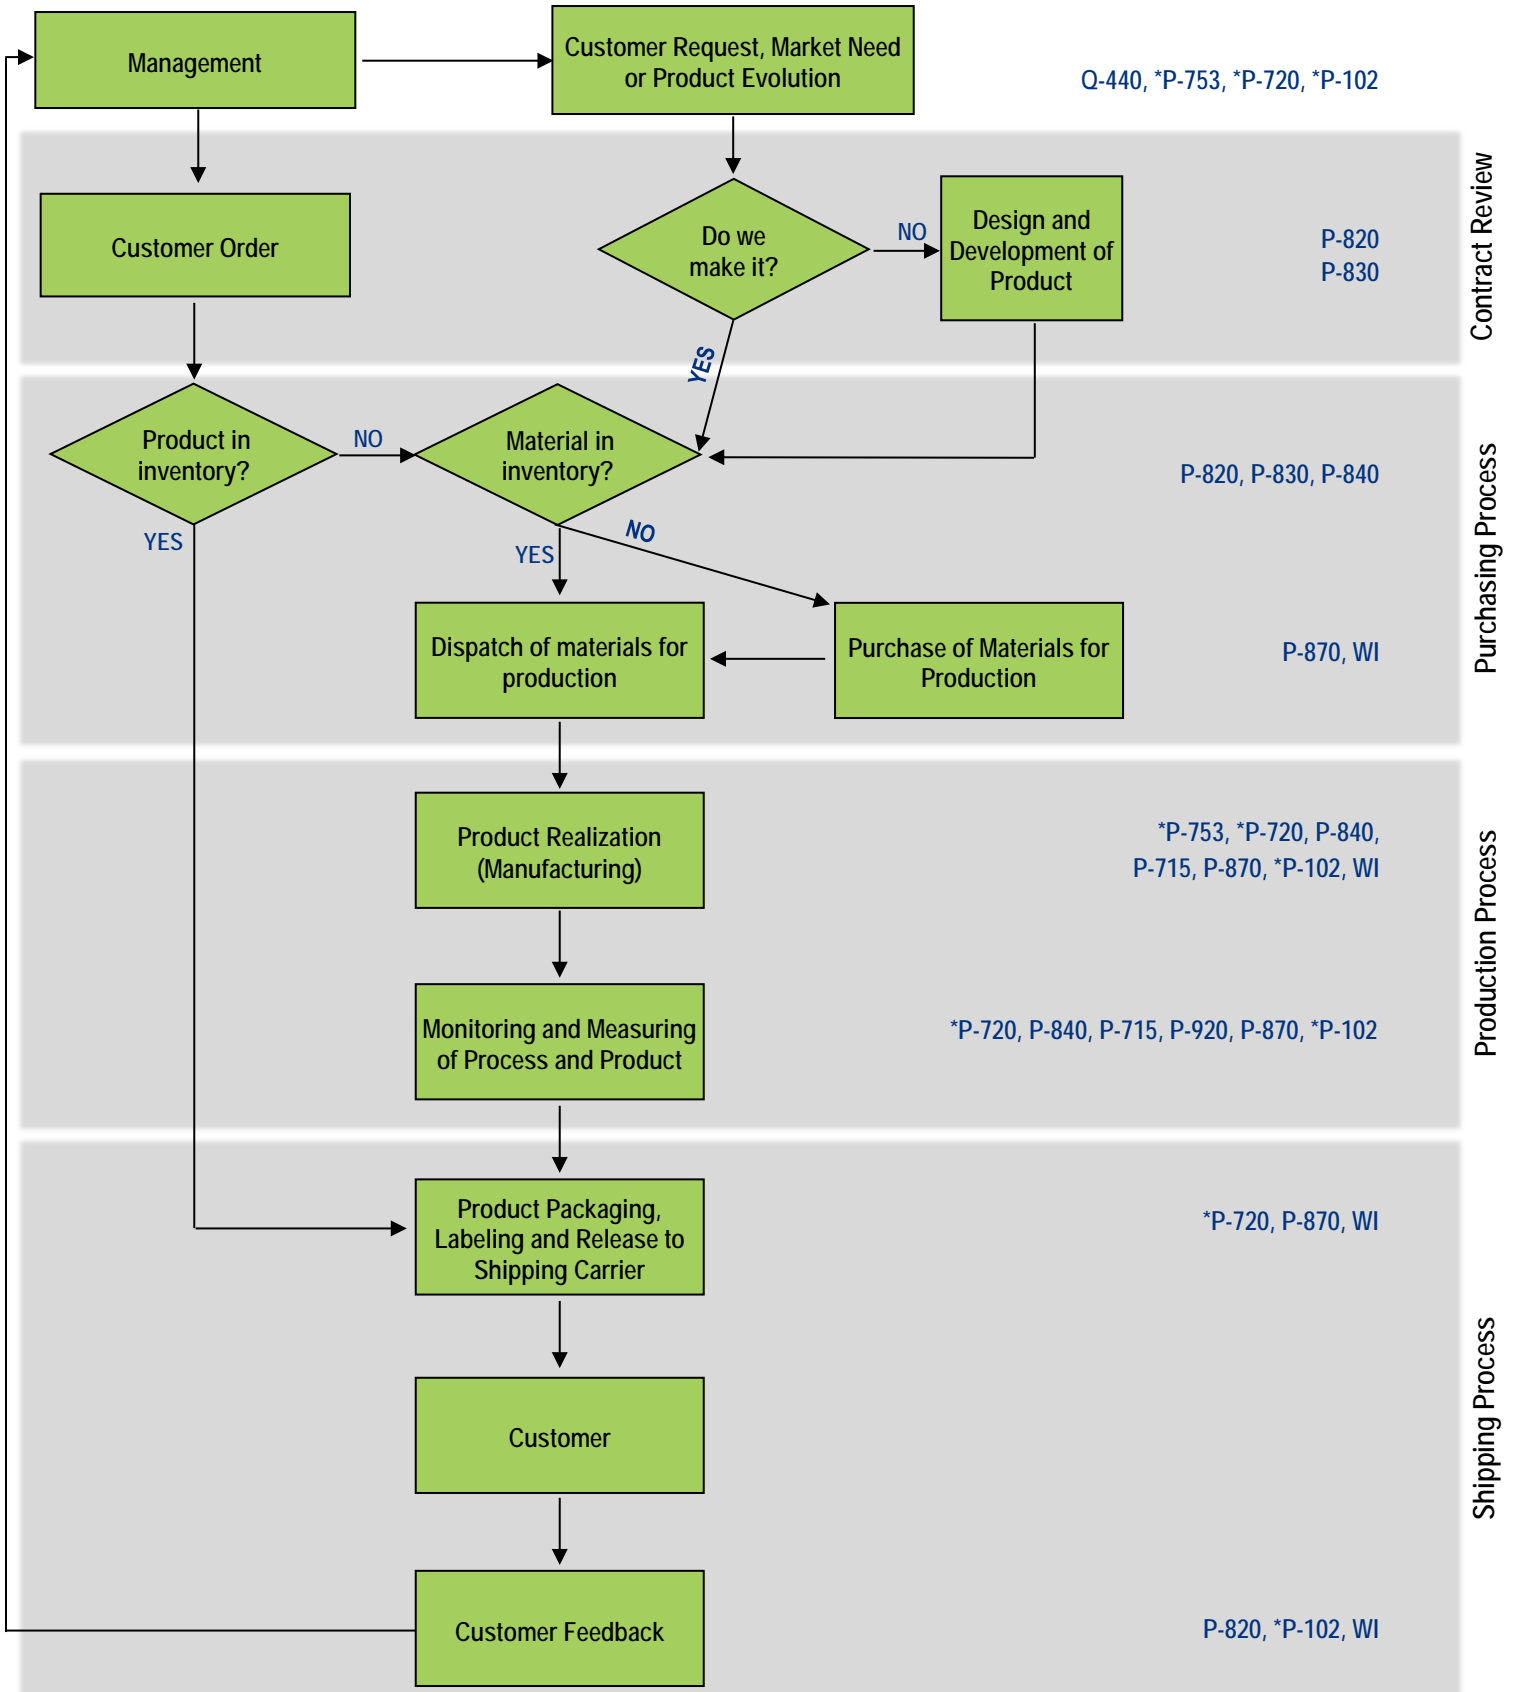 Management
Customer Request, Market Need
or Product Evolution
Q-440, *P-753, *P-720, *P-102
Contract Review
Customer Order
Do we
make it?
NO
Design and
Development of
Product
P-820
P-830
YES
Purchasing Process
Product in
inventory?
NO
Material in
inventory?
P-820, P-830, P-840
YES
YES
NO
Dispatch of materials for
production
Purchase of Materials for
Production
P-870, WI
Production Process
Product Realization
(Manufacturing)
*P-753, *P-720, P-840,
P-715, P-870, *P-102, WI
Monitoring and Measuring
of Process and Product
*P-720, P-840, P-715, P-920, P-870, *P-102
Shipping Process
Product Packaging,
Labeling and Release to
Shipping Carrier
*P-720, P-870, WI
Customer
Customer Feedback
P-820, *P-102, WI